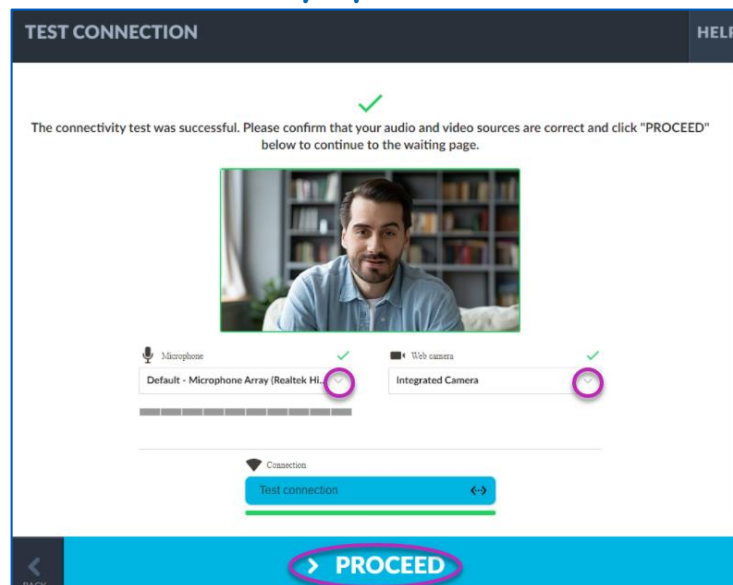 TEST CONNECTION
HELP
The connectivity test was successful. Please confirm that your audio and video sources are correct and click "PROCEED"
below to continue to the waiting page.
Microphone
Web camera
Default - Microphone Array (Realtek Hi...
Integrated Camera
Connection
Test connection
PROCEED
BACK